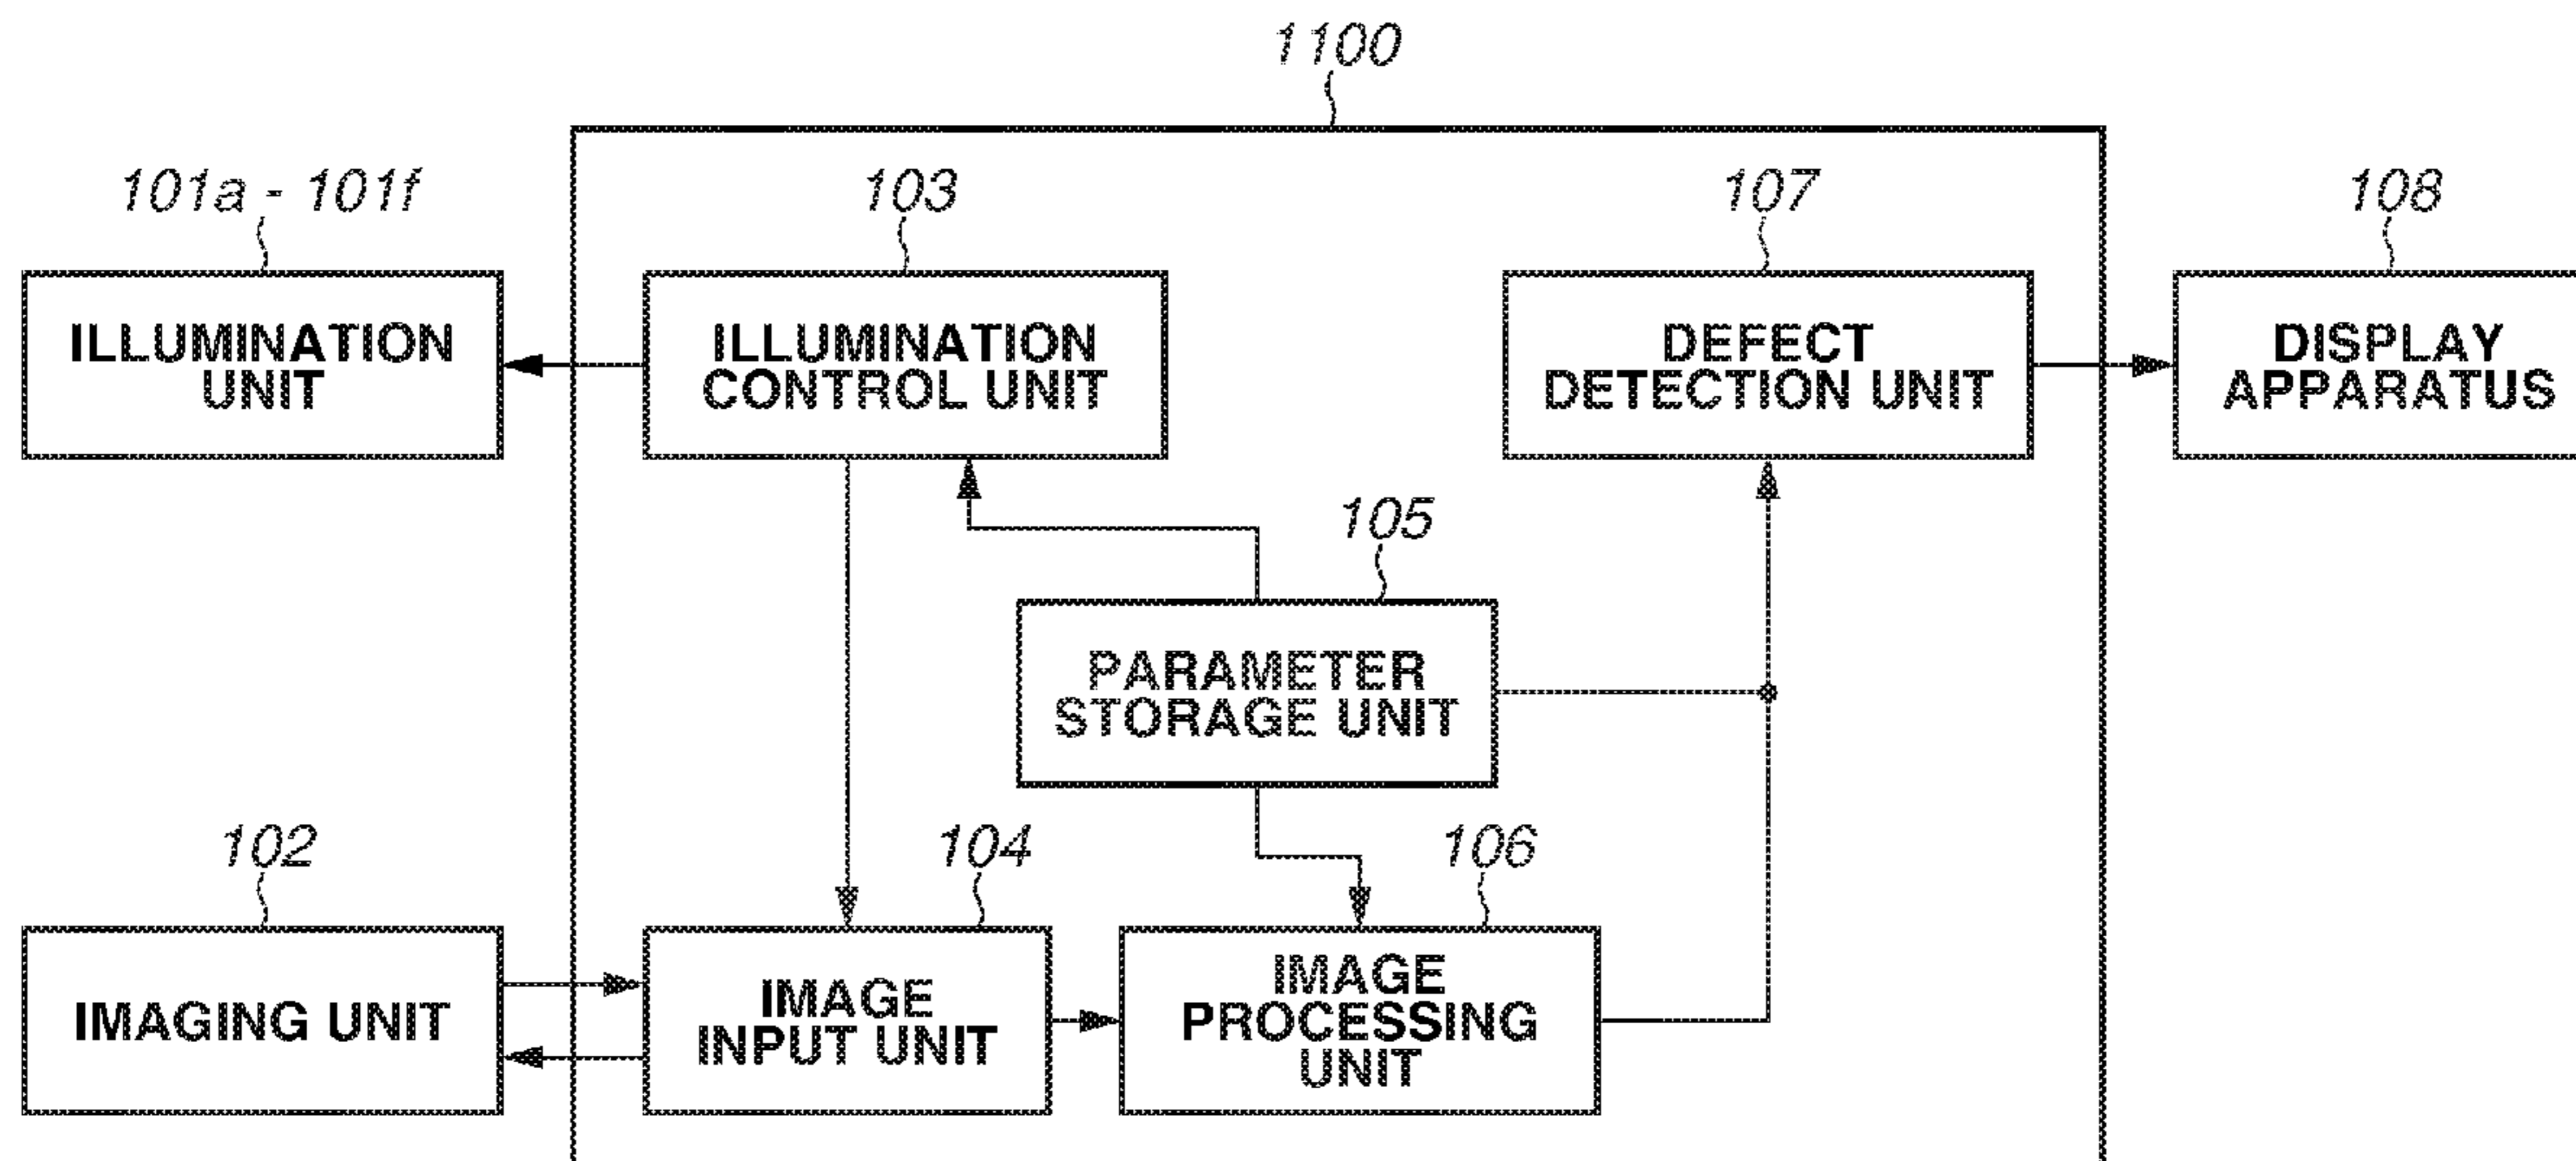 1100
101a - 101f
103
107
108
ILLUMINATION
UNIT
ILLUMINATION
CONTROL UNIT
DEFECT
DETECTION UNIT
DISPLAY
APPARATUS
105
PARAMETER
STORAGE UNIT
102
104
106
IMAGING UNIT
IMAGE
INPUT UNIT
IMAGE
PROCESSING
UNIT